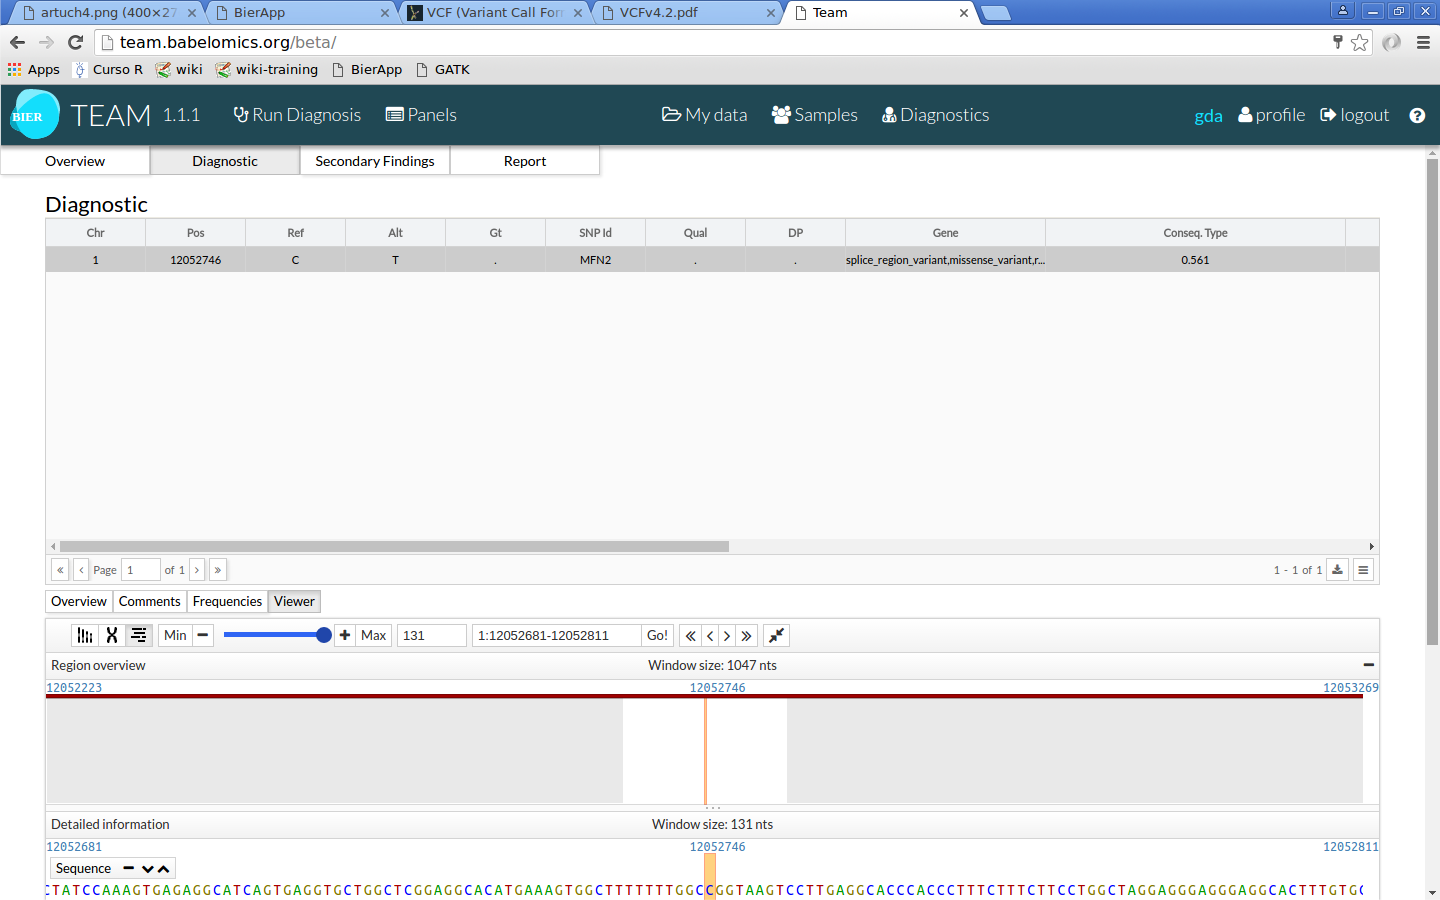 artuch4.png (400×27
BierApp
VCF (Variant Call For
VCFv4.2.pdf
Team
team.babelomics.org/beta/
Apps
Curso R
wiki
wiki-training
BierApp
GATK
BIER
TEAM 1.1.1
Run Diagnosis
Panels
My data
Samples
Diagnostics
gda
profile
logout
Overview
Diagnostic
Secondary Findings
Report
Diagnostic
Chr Pos Ref Alt Gt SNP Id Qual DP Gene Conseq. Type
1 12052746 C T . MFN2 . . splice_region_variant,missense_variant,r... 0.561
« ‹ Page 1 of 1 › »
1 - 1 of 1
Overview Comments Frequencies Viewer
Min Max 131 1:12052681-12052811 Go!
Region overview Window size: 1047 nts
12052223 12052746 12053269
Detailed information Window size: 131 nts
12052681 12052746 12052811
Sequence
CTATCCAAAGTGAGAGGCATCAGTGAGGTGCTGGCTCGGAGGCACATGAAAGTGGCTTTTTTTGGCCGGTAAGTCCTTGAGGCACCCACCCTTTCTTTCTTCCTGGCTAGGAGGGAGGGAGGCACTTTGTGC